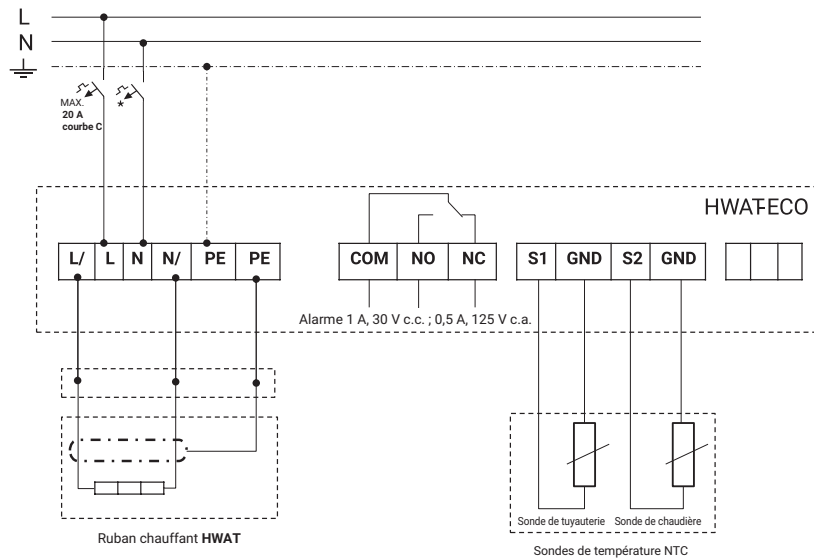 L
N
MAX.
20 A
courbe C
*
HWAT-ECO
L/ L N N/ PE PE
COM NO NC
S1 GND S2 GND
Alarme 1 A, 30 V c.c. ; 0,5 A, 125 V c.a.
Sonde de tuyauterie Sonde de chaudière
Ruban chauffant HWAT
Sondes de température NTC